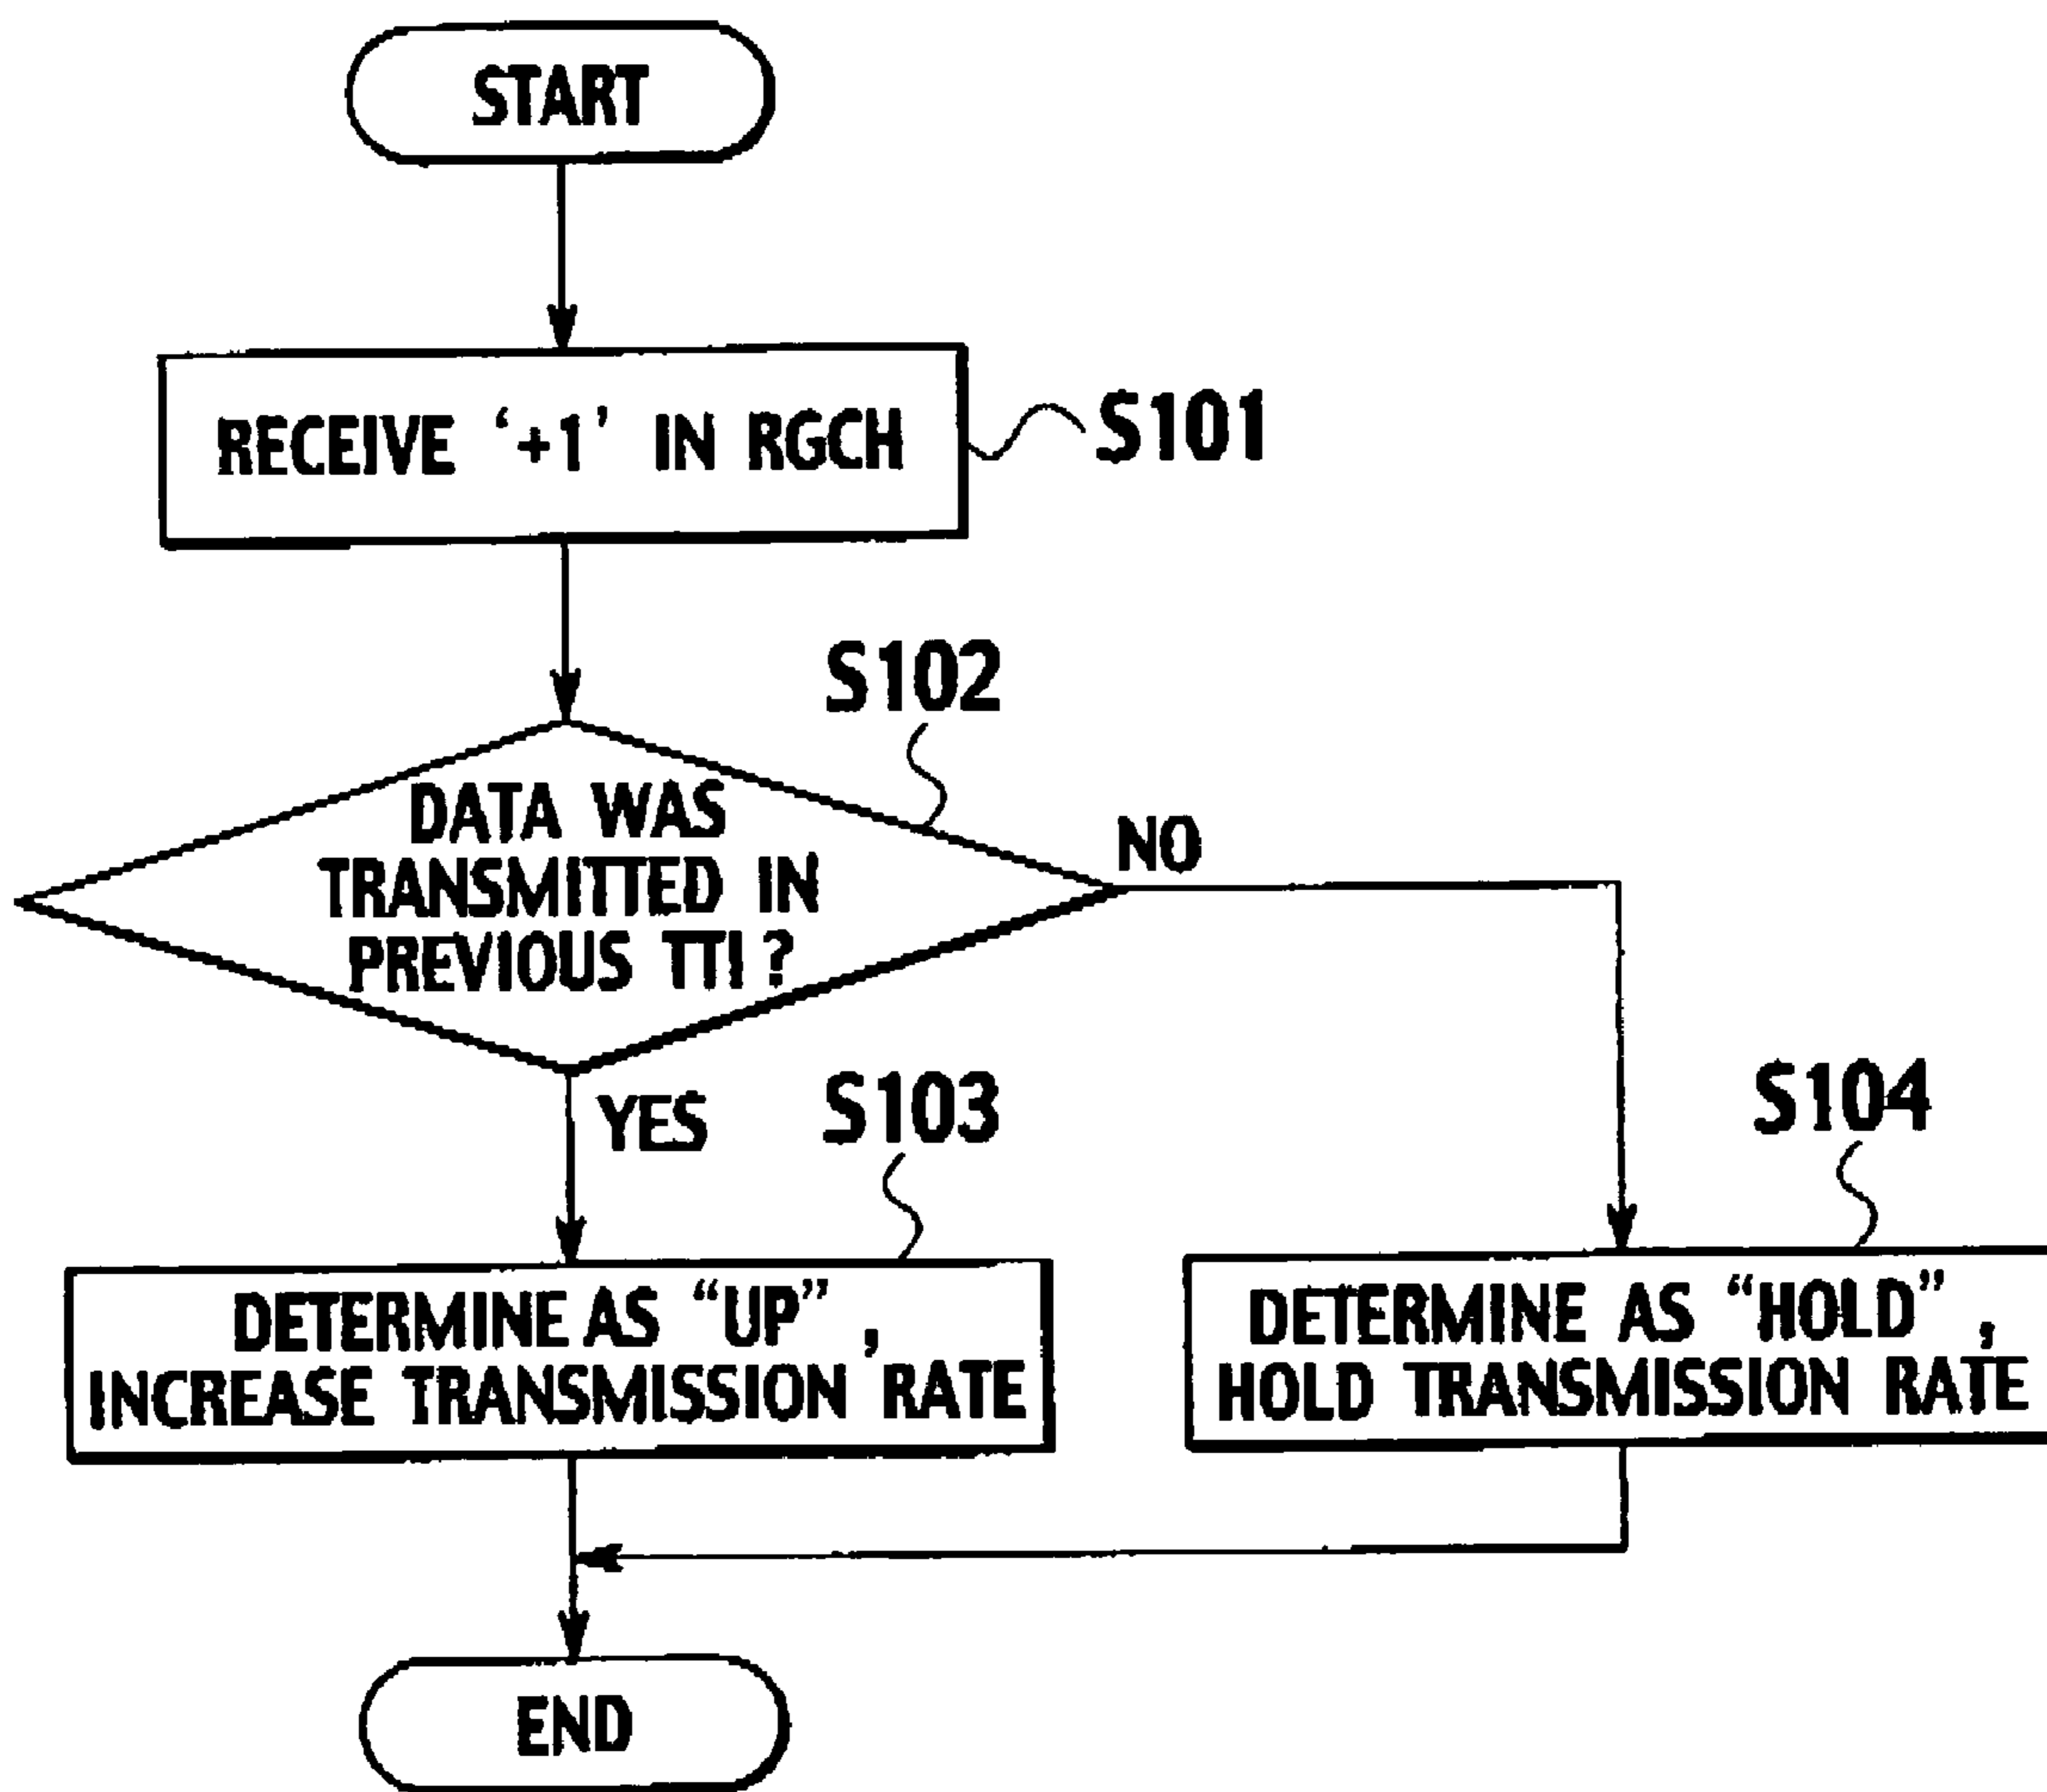 START
RECEIVE ‘+1’ IN RGCH
S101
S102
DATA WAS
TRANSMITTED IN
PREVIOUS TTI ?
NO
YES
S103
S104
DETERMINE AS “UP” ,
INCREASE TRANSMISSION RATE
DETERMINE AS “HOLD” ,
HOLD TRANSMISSION RATE
END